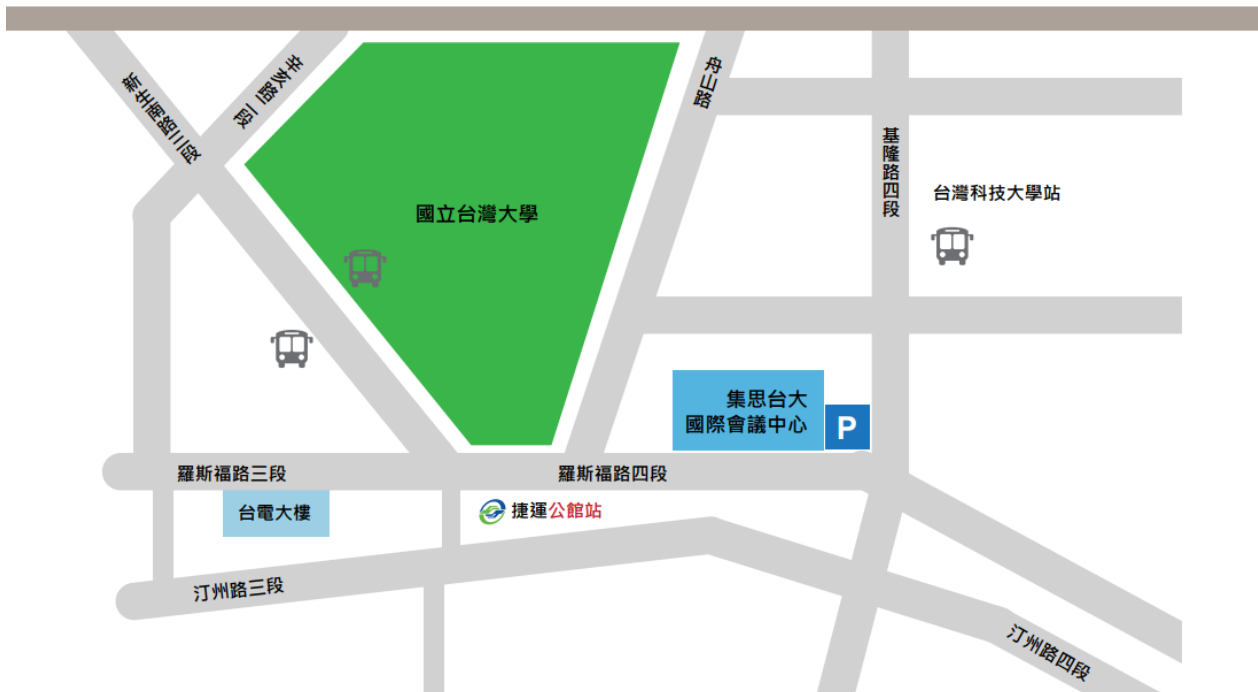 新生南路三段
辛亥路二段
舟山路
基隆路四段
台灣科技大學站
國立台灣大學
集思台大
國際會議中心
P
羅斯福路三段
羅斯福路四段
台電大樓
捷運公館站
汀州路三段
汀州路四段